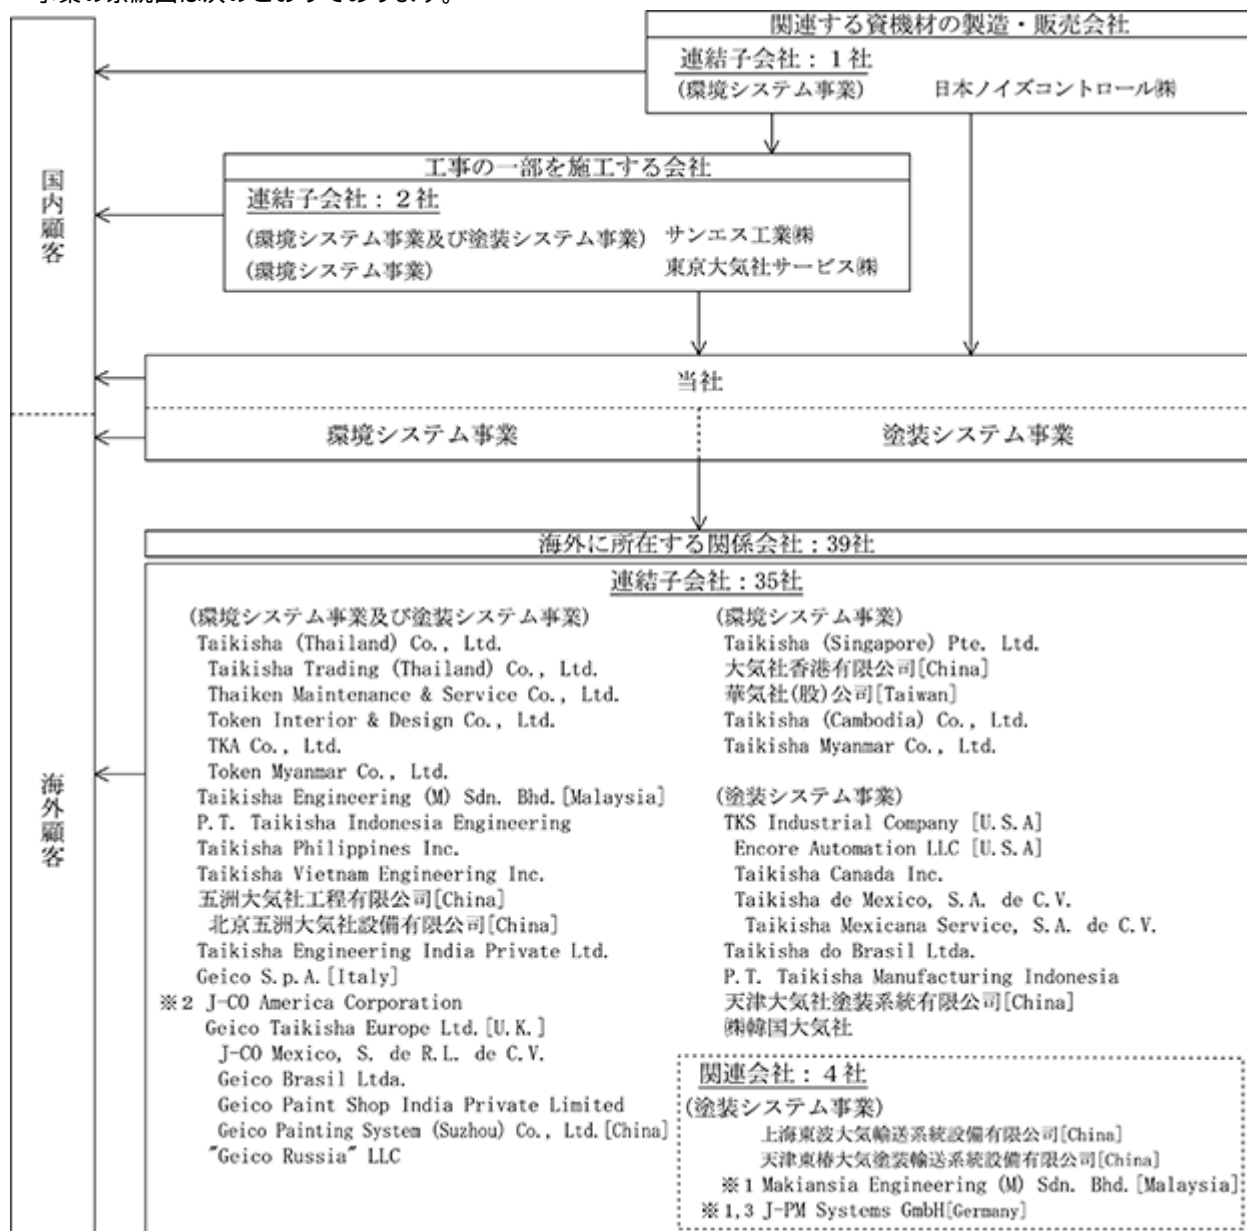 事業の系統図は次のとおりであります。
関連する資機材の製造・販売会社
連結子会社：１社
(環境システム事業)　日本ノイズコントロール㈱
工事の一部を施工する会社
連結子会社：２社
(環境システム事業及び塗装システム事業)　サンエス工業㈱
(環境システム事業)　東京大気社サービス㈱
国内顧客
当社
環境システム事業　塗装システム事業
海外顧客
海外に所在する関係会社：39社
連結子会社：35社
(環境システム事業及び塗装システム事業)
Taikisha (Thailand) Co., Ltd.
Taikisha Trading (Thailand) Co., Ltd.
Thaiken Maintenance & Service Co., Ltd.
Token Interior & Design Co., Ltd.
TKA Co., Ltd.
Token Myanmar Co., Ltd.
Taikisha Engineering (M) Sdn. Bhd.[Malaysia]
P.T. Taikisha Indonesia Engineering
Taikisha Philippines Inc.
Taikisha Vietnam Engineering Inc.
五洲大気社工程有限公司[China]
北京五洲大気社設備有限公司[China]
Taikisha Engineering India Private Ltd.
Geico S.p.A.[Italy]
※2 J-CO America Corporation
Geico Taikisha Europe Ltd.[U.K.]
J-CO Mexico, S. de R.L. de C.V.
Geico Brasil Ltda.
Geico Paint Shop India Private Limited
Geico Painting System (Suzhou) Co., Ltd.[China]
"Geico Russia" LLC
(環境システム事業)
Taikisha (Singapore) Pte. Ltd.
大気社香港有限公司[China]
華気社(股)公司[Taiwan]
Taikisha (Cambodia) Co., Ltd.
Taikisha Myanmar Co., Ltd.
(塗装システム事業)
TKS Industrial Company [U.S.A]
Encore Automation LLC [U.S.A]
Taikisha Canada Inc.
Taikisha de Mexico, S.A. de C.V.
Taikisha Mexicana Service, S.A. de C.V.
Taikisha do Brasil Ltda.
P.T. Taikisha Manufacturing Indonesia
天津大気社塗装系統有限公司[China]
㈱韓国大気社
関連会社：４社
(塗装システム事業)
上海東波大気輸送系統設備有限公司[China]
天津東椿大気塗装輸送系統設備有限公司[China]
※1 Makiansia Engineering (M) Sdn. Bhd.[Malaysia]
※1,3 J-PM Systems GmbH[Germany]